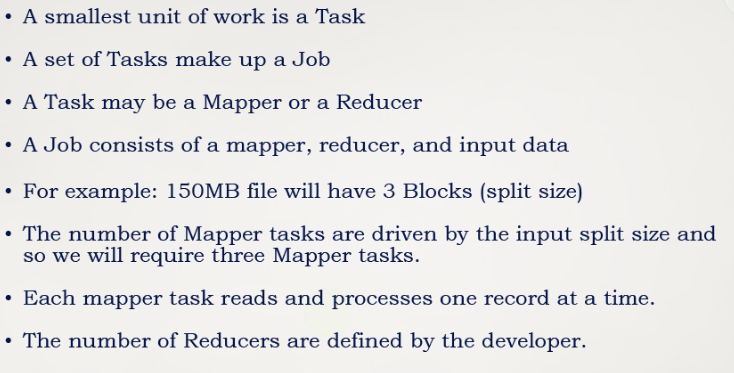 • A smallest unit of work is a Task
• A set of Tasks make up a Job
• A Task may be a Mapper or a Reducer
• A Job consists of a mapper, reducer, and input data
• For example: 150MB file will have 3 Blocks (split size)
• The number of Mapper tasks are driven by the input split size and
so we will require three Mapper tasks.
• Each mapper task reads and processes one record at a time.
• The number of Reducers are defined by the developer.